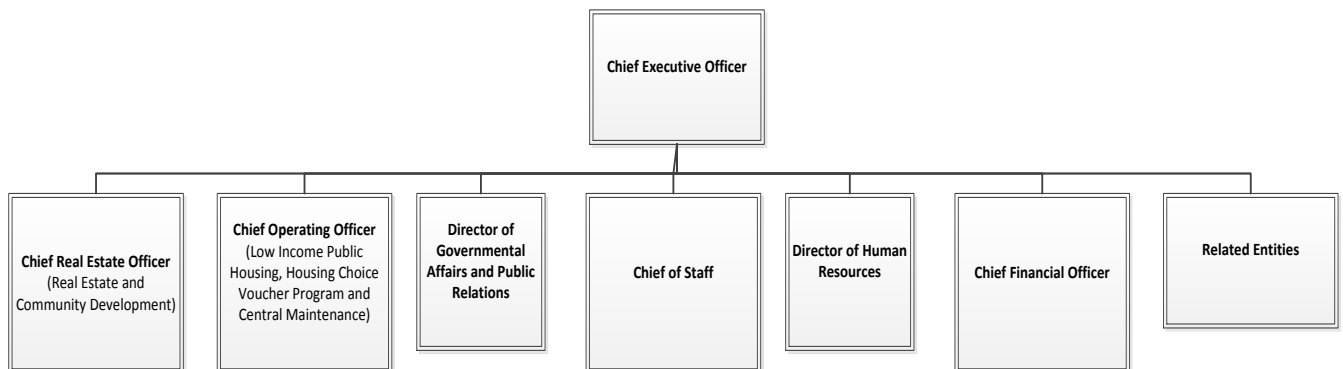 Chief Executive Officer
Chief Real Estate Officer
(Real Estate and
Community Development)
Chief Operating Officer
(Low Income Public
Housing, Housing Choice
Voucher Program and
Central Maintenance)
Director of
Governmental
Affairs and Public
Relations
Chief of Staff
Director of Human
Resources
Chief Financial Officer
Related Entities